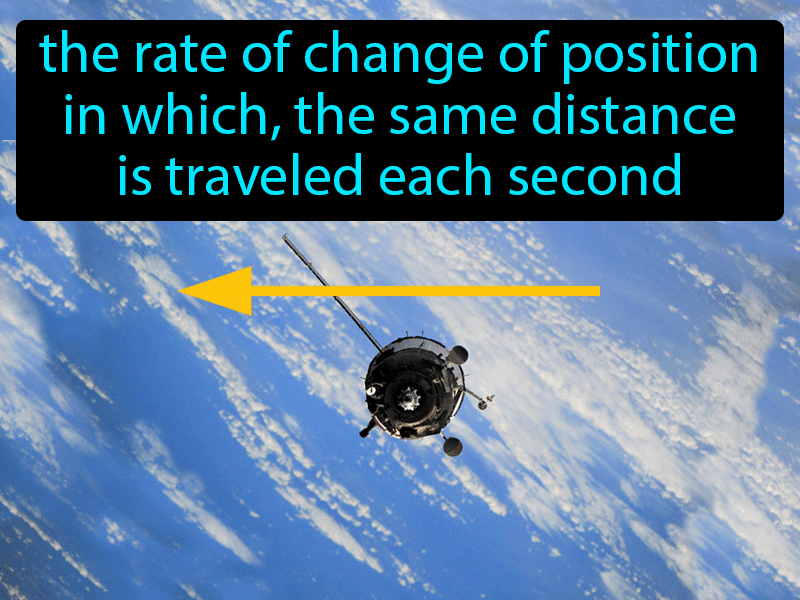 the rate of change of position
in which, the same distance
is traveled each second